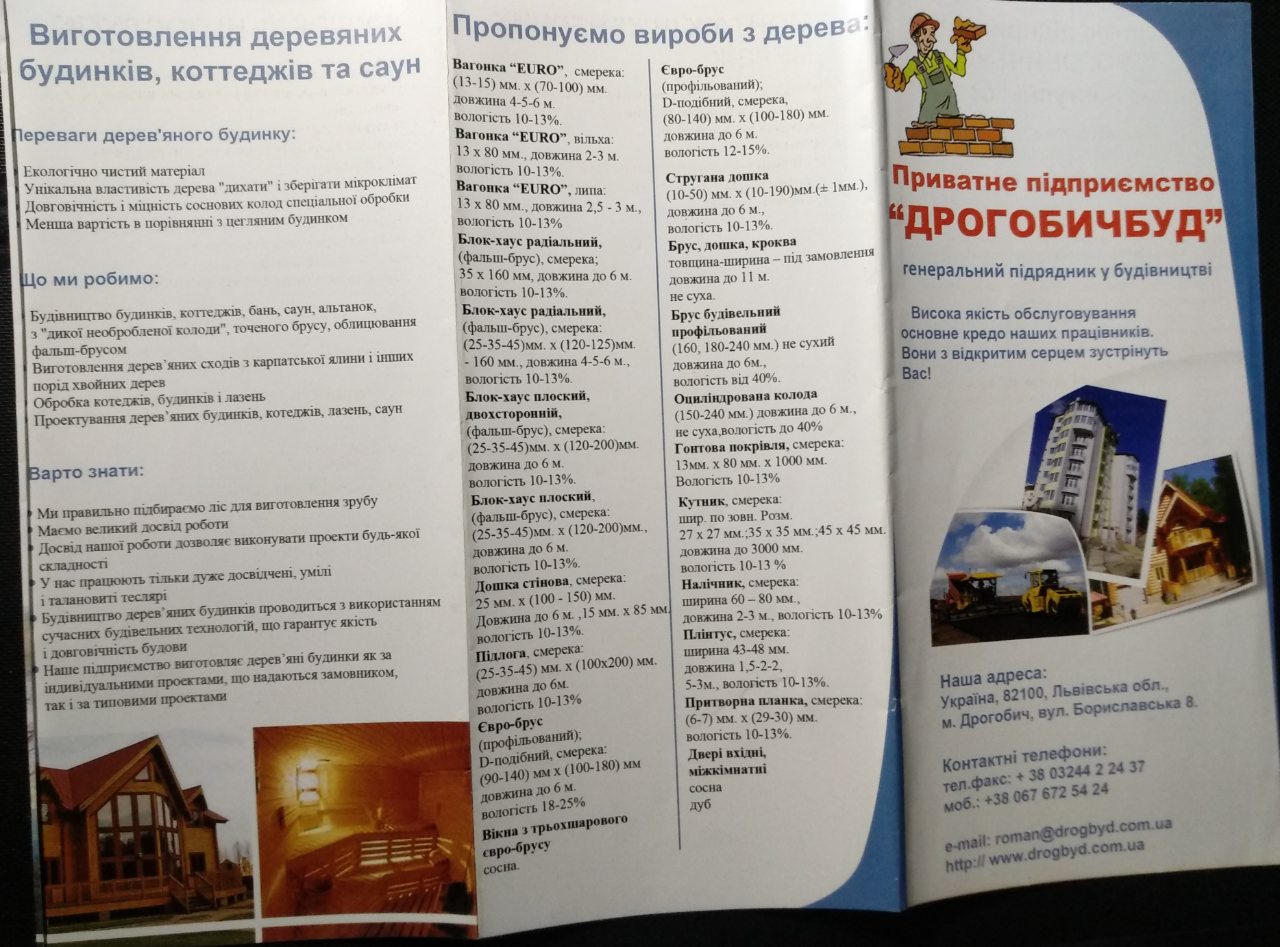 Виготовлення деревяних
будинків, коттеджів та саун
Переваги дерев'яного будинку:
Екологічно чистий матеріал
Унікальна властивість дерева "дихати" і зберігати мікроклімат
Довговічність і міцність соснових колод спеціальної обробки
Менша вартість в порівнянні з цегляним будинком
Що ми робимо:
Будівництво будинків, коттеджів, бань, саун, альтанок,
з "дикої необробленої колоди", точеного брусу, облицювання
фальш-брусом
Виготовлення дерев’яних сходів з карпатської ялини і інших
порід хвойних дерев
Обробка котеджів, будинків і лазень
Проектування дерев’яних будинків, котеджів, лазень, саун
Варто знати:
• Ми правильно підбираємо ліс для виготовлення зрубу
• Маємо великий досвід роботи
• Досвід нашої роботи дозволяє виконувати проекти будь-якої
складності
• У нас працюють тільки дуже досвідчені, умілі
і талановиті теслярі
• Будівництво дерев’яних будинків проводиться з використанням
сучасних будівельних технологій, що гарантує якість
і довговічність будови
• Наше підприємство виготовляє дерев’яні будинки як за
індивідуальними проектами, що надаються замовником,
так і за типовими проектами
Пропонуємо вироби з дерева:
Вагонка “EURO”, смерека:
(13-15) мм. х (70-100) мм.
довжина 4-5-6 м.
вологість 10-13%.
Вагонка “EURO”, вільха:
13 х 80 мм., довжина 2-3 м.
вологість 10-13%.
Вагонка “EURO”, липа:
13 х 80 мм., довжина 2,5 - 3 м.,
вологість 10-13%
Блок-хаус радіальний,
(фальш-брус), смерека;
35 х 160 мм, довжина до 6 м.
вологість 10-13%.
Блок-хаус радіальний,
(фальш-брус), смерека:
(25-35-45)мм. х (120-125)мм.
- 160 мм., довжина 4-5-6 м.,
вологість 10-13%.
Блок-хаус плоский,
двохсторонній,
(фальш-брус), смерека:
(25-35-45)мм. х (120-200)мм.
довжина до 6 м.
вологість 10-13%.
Блок-хаус плоский,
(фальш-брус), смерека:
(25-35-45)мм. х (120-200)мм.,
довжина до 6 м.
вологість 10-13%.
Дошка стінова, смерека:
25 мм. х (100 - 150) мм.
Довжина до 6 м. ,15 мм. х 85 мм.
вологість 10-13%.
Підлога, смерека:
(25-35-45) мм. х (100х200) мм.
довжина до 6м.
вологість 10-13%
Євро-брус
(профільований);
D-подібний, смерека:
(90-140) мм х (100-180) мм
довжина до 6 м.
вологість 18-25%
Вікна з трьохшарового
євро-брусу
сосна.
Євро-брус
(профільований);
D-подібний, смерека,
(80-140) мм. х (100-180) мм.
довжина до 6 м.
вологість 12-15%.
Стругана дошка
(10-50) мм. х (10-190)мм.(± 1мм.),
довжина до 6 м.,
вологість 10-13%.
Брус, дошка, кроква
товщина-ширина – під замовлення
довжина до 11 м.
не суха.
Брус будівельний
профільований
(160, 180-240 мм.) не сухий
довжина до 6м.,
вологість від 40%.
Оциліндрована колода
(150-240 мм.) довжина до 6 м.,
не суха,вологість до 40%
Гонтова покрівля, смерека:
13мм. х 80 мм. х 1000 мм.
Вологість 10-13%
Кутник, смерека:
шир. по зовн. Розм.
27 х 27 мм.;35 х 35 мм.;45 х 45 мм.
довжина до 3000 мм.
вологість 10-13 %
Налічник, смерека:
ширина 60 – 80 мм.,
довжина 2-3 м., вологість 10-13%
Плінтус, смерека:
ширина 43-48 мм.
довжина 1,5-2-2,
5-3м., вологість 10-13%.
Притворна планка, смерека:
(6-7) мм. х (29-30) мм.
вологість 10-13%.
Двері вхідні,
міжкімнатні
сосна
дуб
Приватне підприємство
“ДРОГОБИЧБУД”
генеральний підрядник у будівництві
Висока якість обслуговування
основне кредо наших працівників.
Вони з відкритим серцем зустрінуть
Вас!
Наша адреса:
Україна, 82100, Львівська обл.,
м. Дрогобич, вул. Бориславська 8.
Контактні телефони:
тел.факс: + 38 03244 2 24 37
моб.: +38 067 672 54 24
e-mail: roman@drogbyd.com.ua
http:// www.drogbyd.com.ua